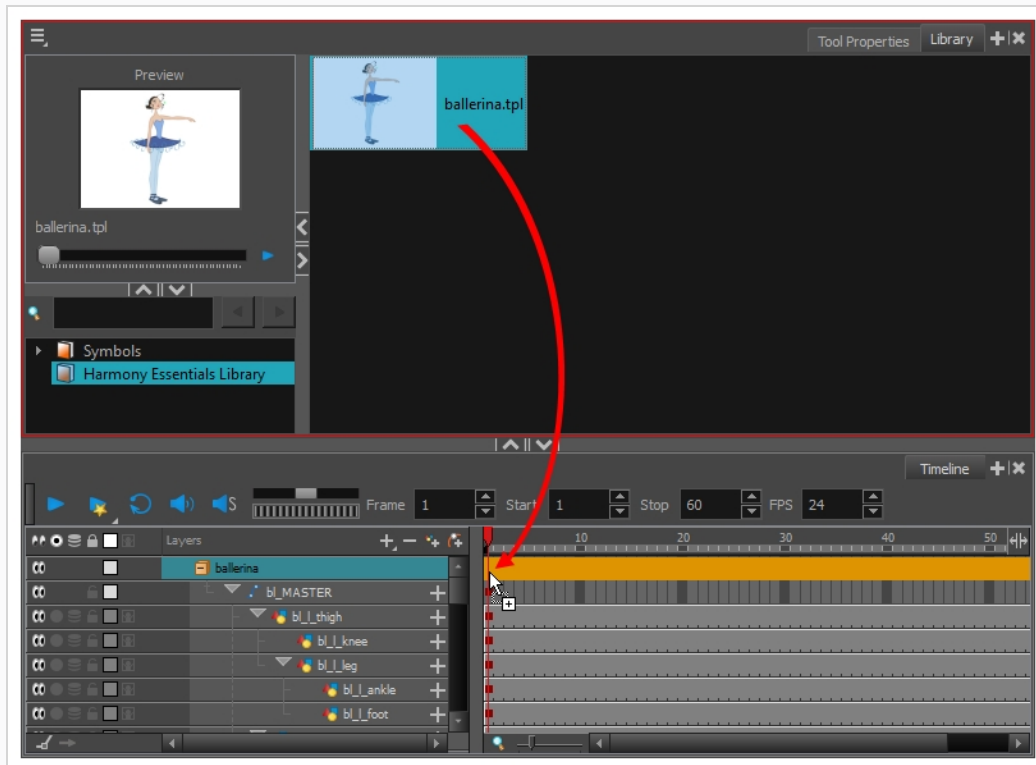 Tool Properties Library
Preview
ballerina.tpl
ballerina.tpl
Symbols
Harmony Essentials Library
Timeline
S Frame 1 Start 1 Stop 60 FPS 24
Layers 10 20 30 40 50
ballerina
bl_MASTER
bl_l_thigh
bl_l_knee
bl_l_leg
bl_l_ankle
bl_l_foot